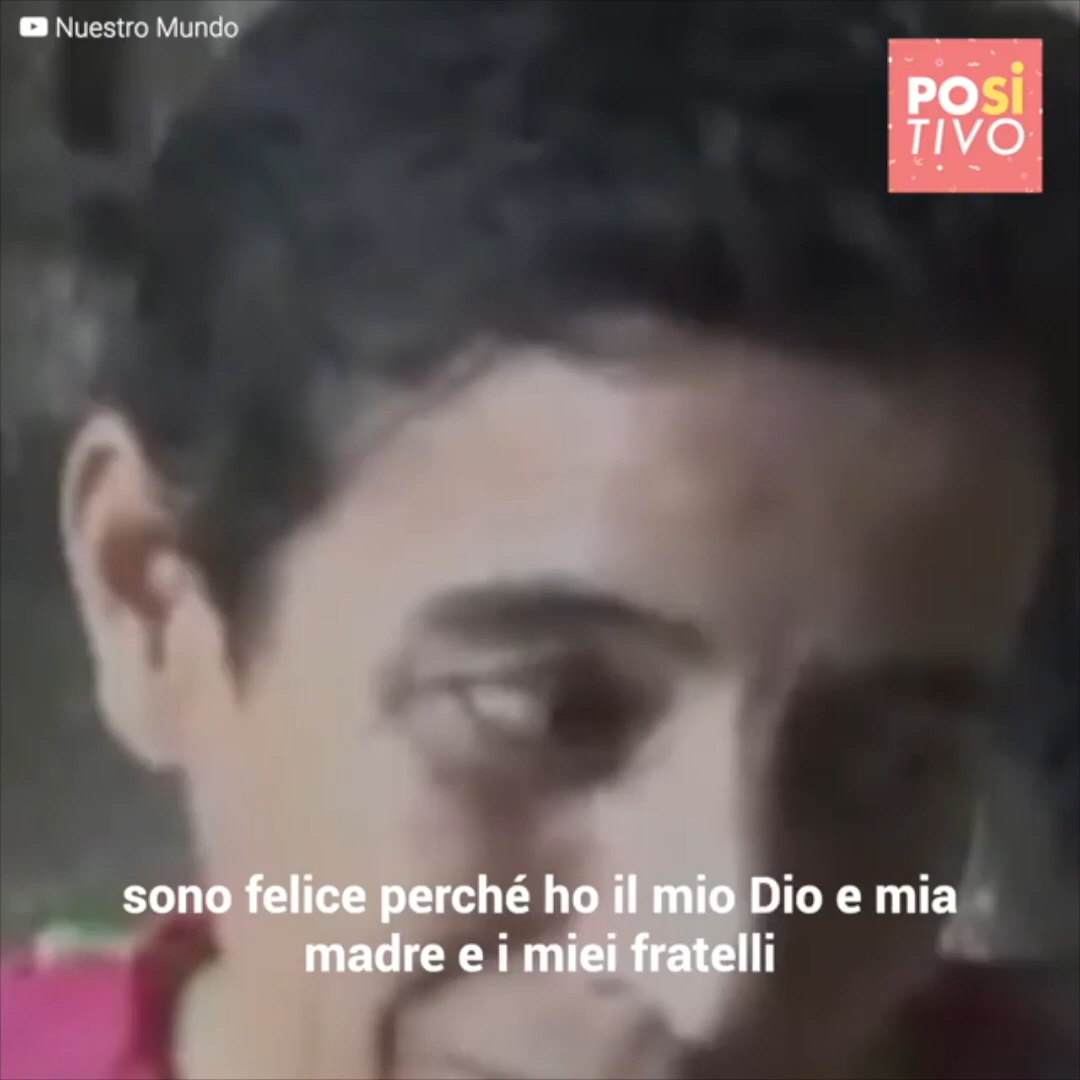 Nuestro Mundo
POSi
TIVO
sono felice perché ho il mio Dio e mia
madre e i miei fratelli